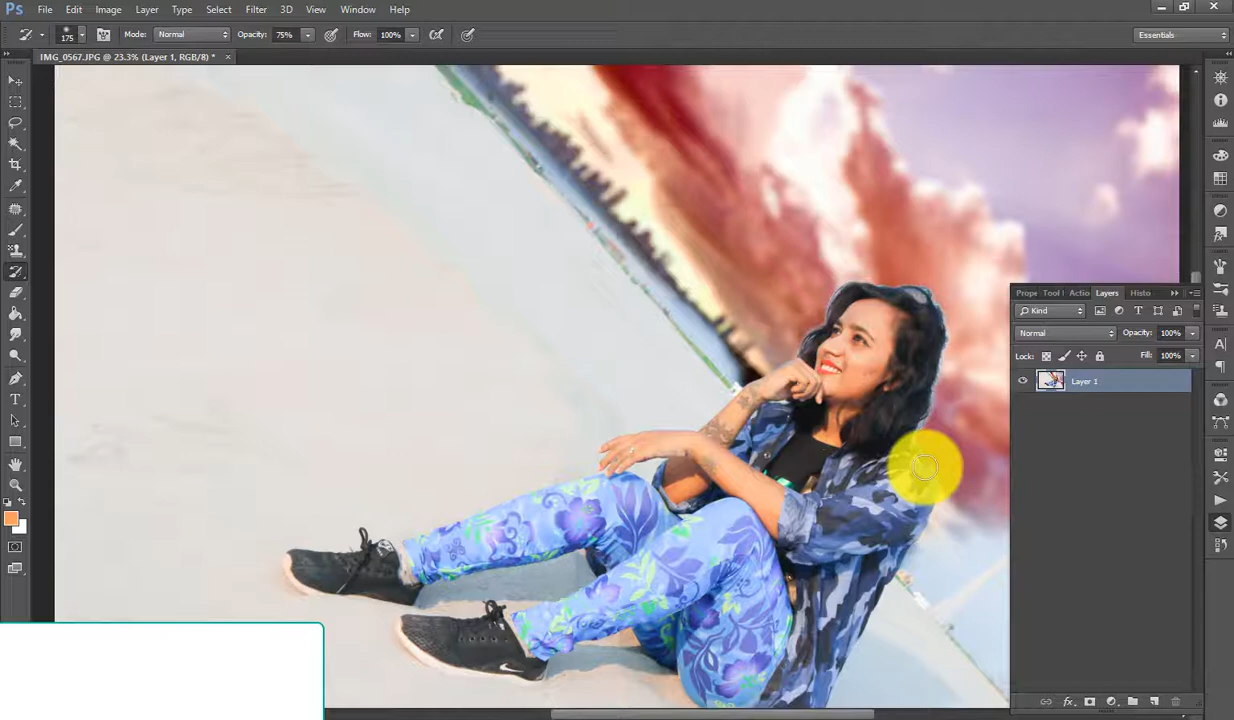 Ps File Edit Image Layer Type Select Filter 3D View Window Help
175 Mode: Normal Opacity: 75% Flow: 100% Essentials
IMG_0567.JPG @ 23.3% (Layer 1, RGB/8) * ×
Prope Tool Actio Layers Histo
Kind
Normal Opacity: 100%
Lock: Fill: 100%
Layer 1
fx